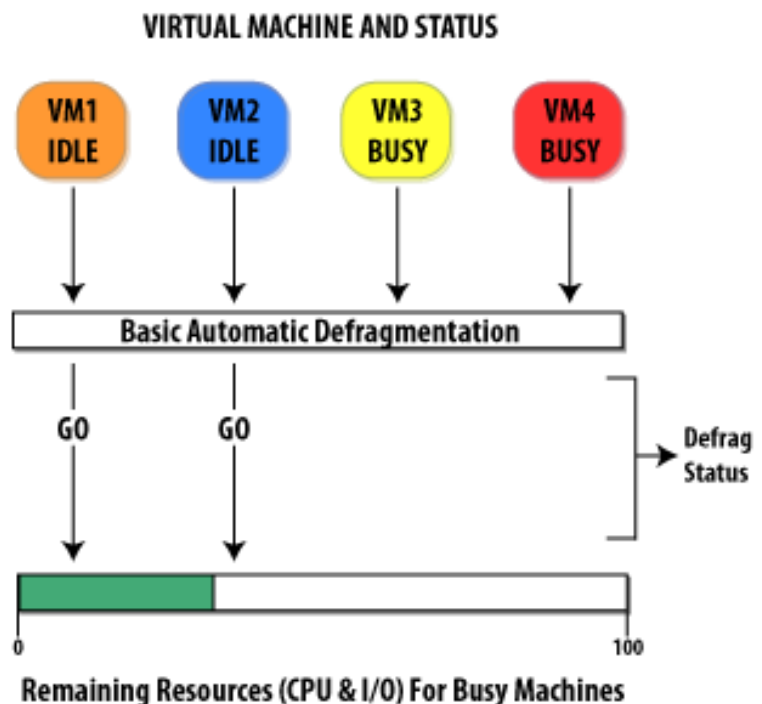 VIRTUAL MACHINE AND STATUS
VM1
IDLE
VM2
IDLE
VM3
BUSY
VM4
BUSY
Basic Automatic Defragmentation
GO
GO
Defrag
Status
0
100
Remaining Resources (CPU & I/O) For Busy Machines